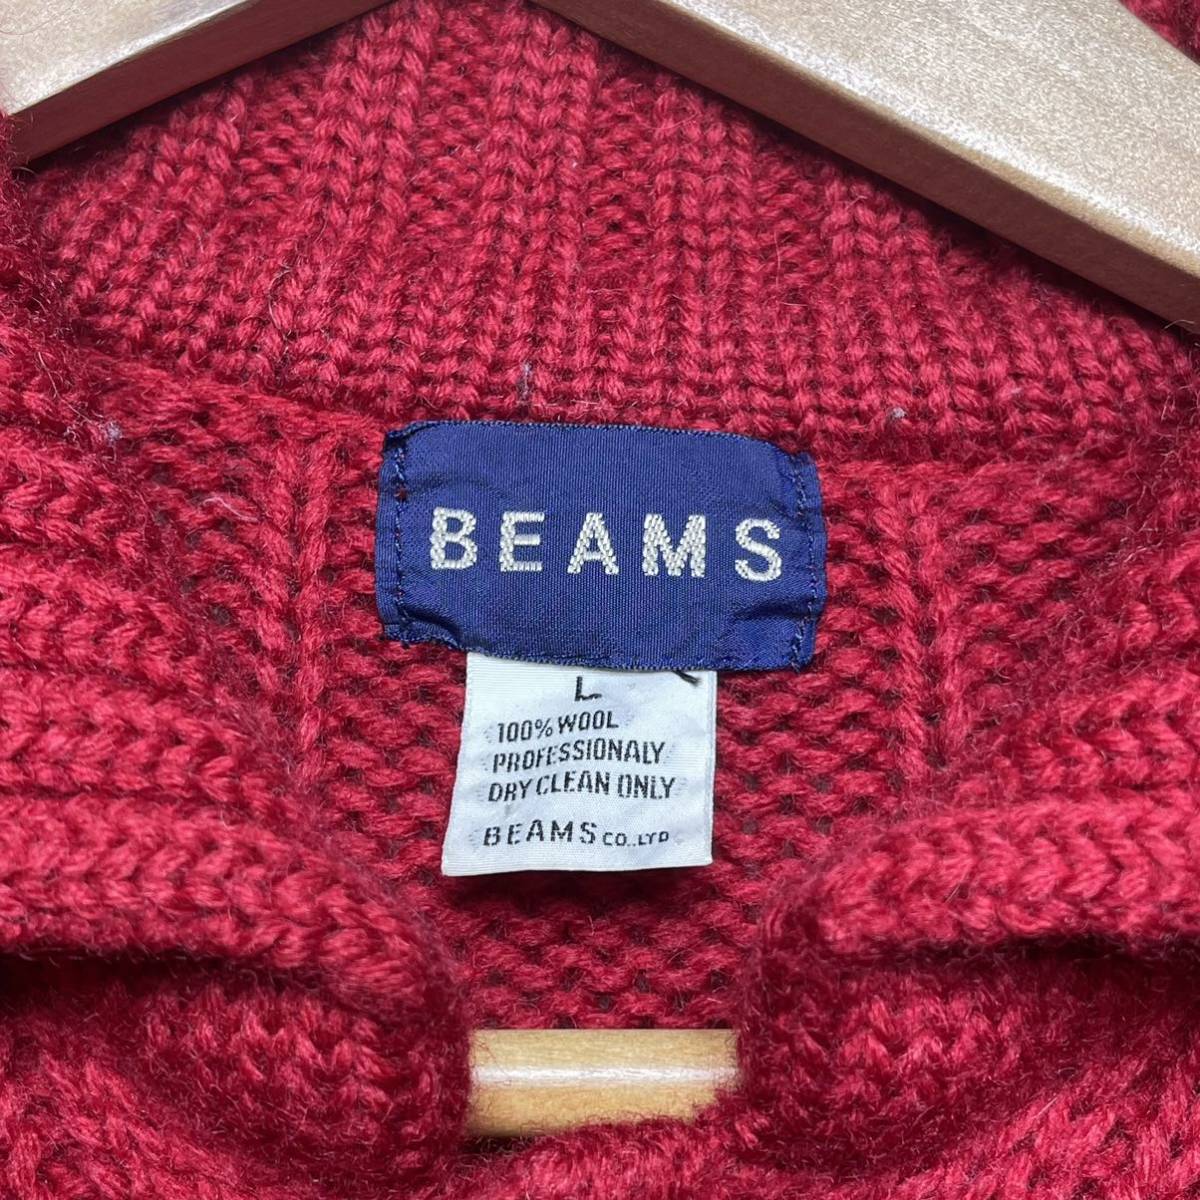 BEAMS
L
100% WOOL
PROFESSIONALY
DRY CLEAN ONLY
BEAMS CO.,LTD